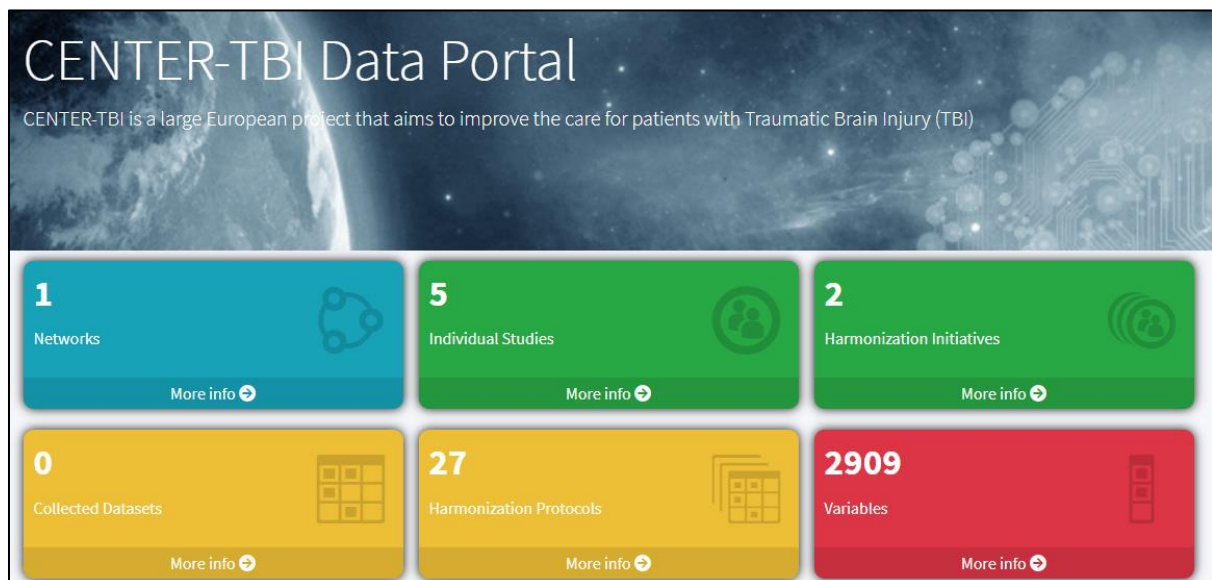 CENTER-TBI Data Portal
CENTER-TBI is a large European project that aims to improve the care for patients with Traumatic Brain Injury (TBI)
1
Networks
More info
5
Individual Studies
More info
2
Harmonization Initiatives
More info
0
Collected Datasets
More info
27
Harmonization Protocols
More info
2909
Variables
More info